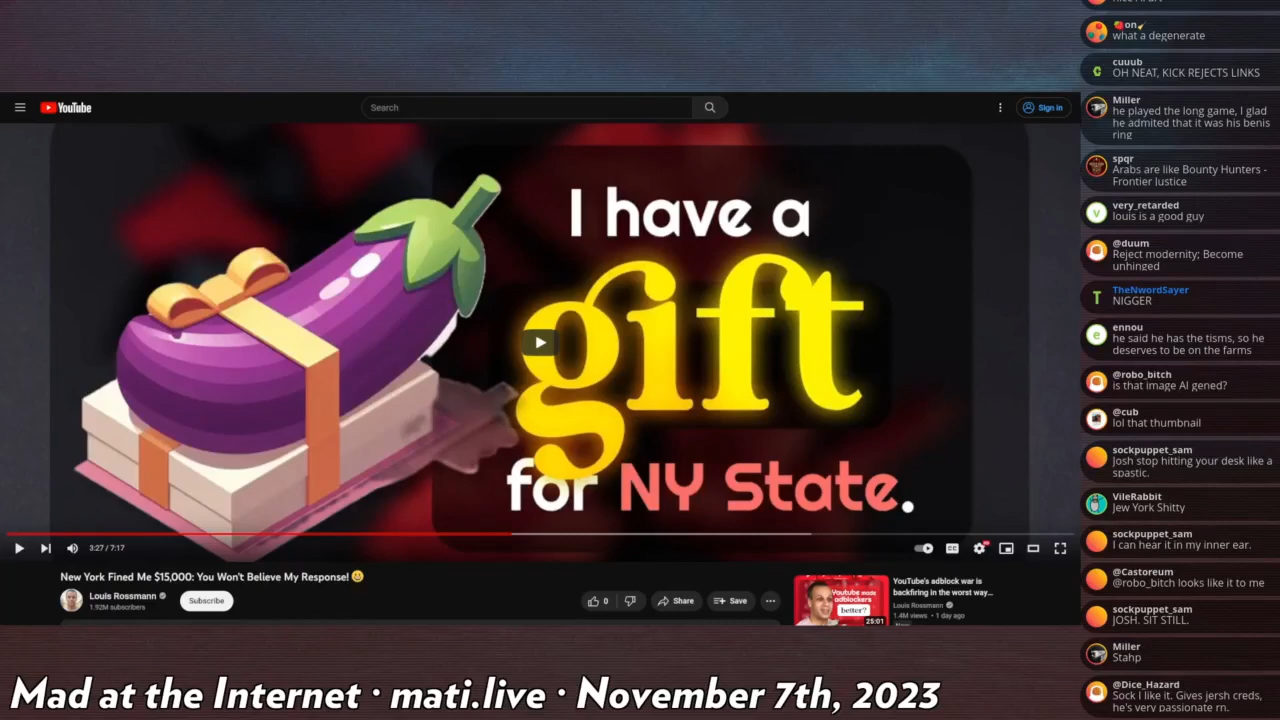 what a degenerate
cuuub
OH NEAT, KICK REJECTS LINKS
Miller
he played the long game, I glad
he admited that it was his benis
ring
spqr
Arabs are like Bounty Hunters -
Frontier Justice
very_retarded
louis is a good guy
@duum
Reject modernity; Become
unhinged
TheNwordSayer
NIGGER
ennou
he said he has the tisms, so he
deserves to be on the farms
@robo_bitch
is that image AI gened?
@cub
lol that thumbnail
sockpuppet_sam
Josh stop hitting your desk like a
spastic.
VileRabbit
Jew York Shitty
sockpuppet_sam
I can hear it in my inner ear.
@Castoreum
@robo_bitch looks like it to me
sockpuppet_sam
JOSH. SIT STILL.
Miller
Stahp
@Dice_Hazard
Sock I like it. Gives jersh creds,
he's very passionate rn.
YouTube
Search
Sign in
I have a
gift
for NY State.
3:27 / 7:17
New York Fined Me $15,000: You Won't Believe My Response! 😃
Louis Rossmann
1.92M subscribers
Subscribe
0
Share
Save
Youtube made
adblockers
better?
25:01
YouTube's adblock war is
backfiring in the worst way...
Louis Rossmann
1.4M views • 1 day ago
New
Mad at the Internet · mati.live · November 7th, 2023